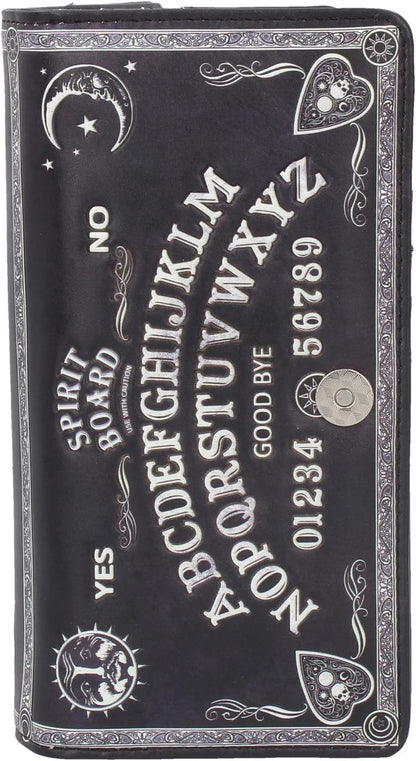 YES
SPIRIT
BOARD
USE WITH CAUTION
NO
ABCDEFGHIJKLM
NOPQRSTUVWXYZ
GOOD BYE
01234 56789